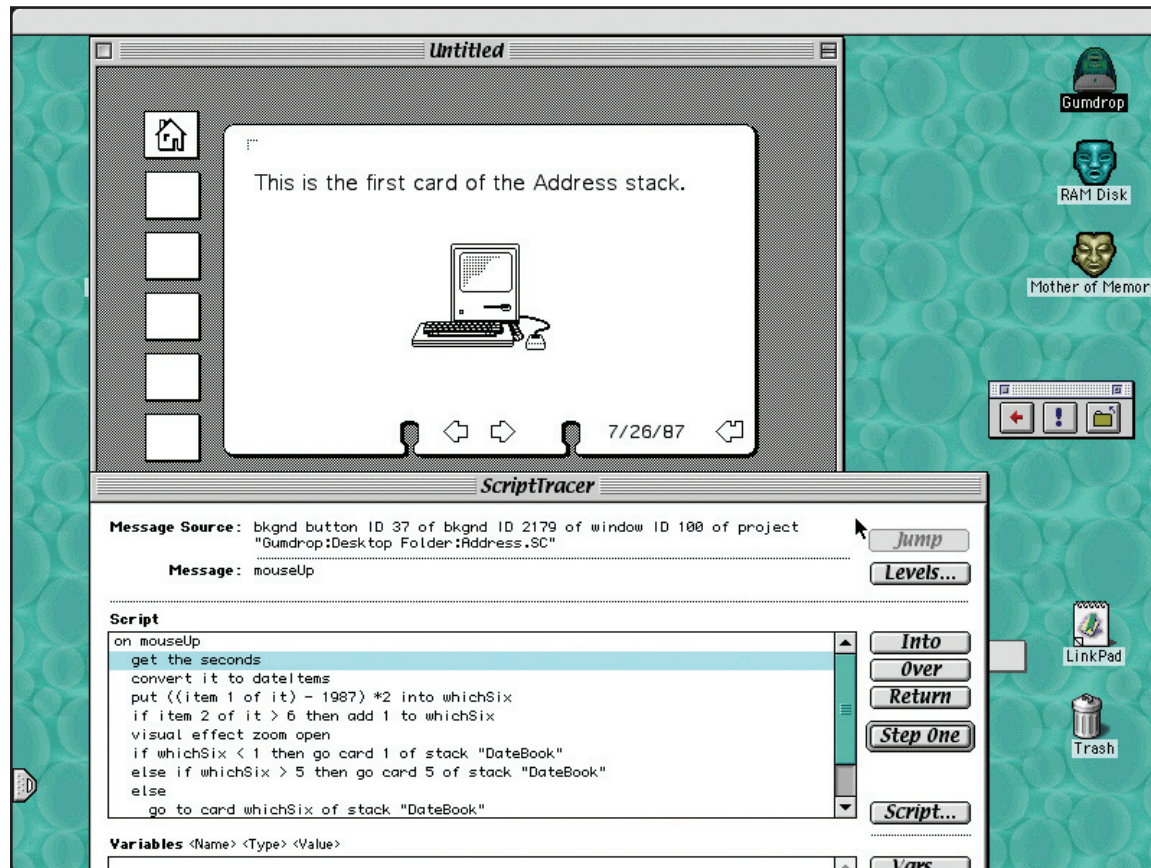 Untitled
Gumdrop
This is the first card of the Address stack.
RAM Disk
Mother of Memor
7/26/87
ScriptTracer
Message Source: bkgnd button ID 37 of bkgnd ID 2179 of window ID 100 of project
"Gumdrop:Desktop Folder:Address.SC"
Jump
Message: mouseUp
Levels...
Script
on mouseUp
get the seconds
convert it to dateItems
put ((item 1 of it) - 1987) *2 into whichSix
if item 2 of it > 6 then add 1 to whichSix
visual effect zoom open
if whichSix < 1 then go card 1 of stack "DateBook"
else if whichSix > 5 then go card 5 of stack "DateBook"
else
go to card whichSix of stack "DateBook"
Into
Over
Return
Step One
Script...
LinkPad
Trash
Variables <Name> <Type> <Value>
Vars...